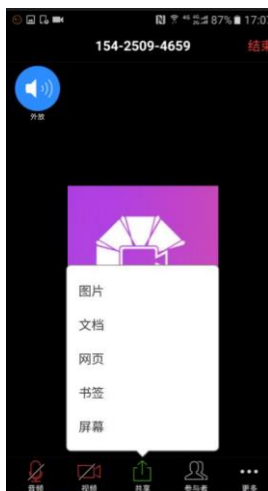 87% 17:07
154-2509-4659
结束
外放
图片
文档
网页
书签
屏幕
音频 视频 共享 参与者 更多